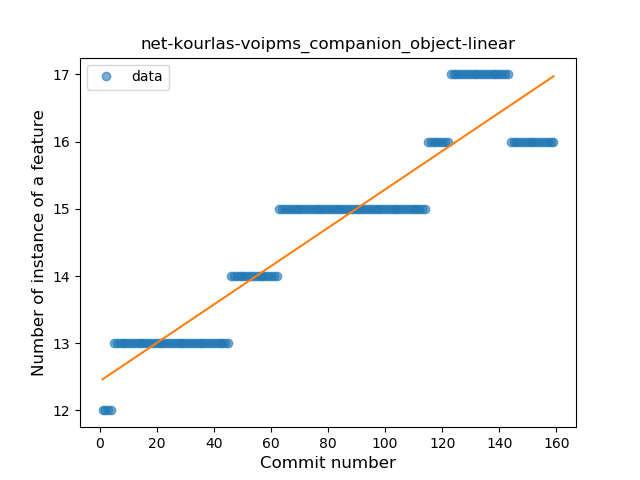 net-kourlas-voipms_companion_object-linear
data
Number of instance of a feature
17
16
15
14
13
12
0 20 40 60 80 100 120 140 160
Commit number